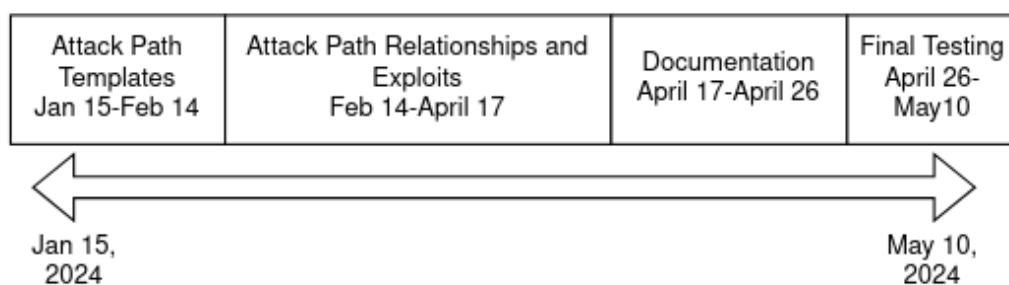 Attack Path
Templates
Jan 15-Feb 14
Attack Path Relationships and
Exploits
Feb 14-April 17
Documentation
April 17-April 26
Final Testing
April 26-
May10
Jan 15,
2024
May 10,
2024